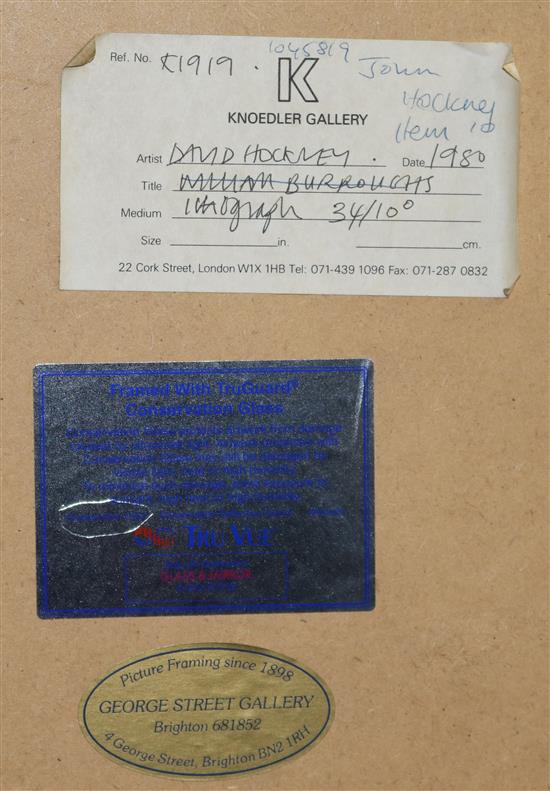 Ref. No. K1919 . 1045819
K
John
Hockney
Item 10
KNOEDLER GALLERY
Artist DAVID HOCKNEY . Date 1980
Title WILLIAM BURROUGHS
Medium lithograph 34/100
Size in. cm.
22 Cork Street, London W1X 1HB Tel: 071-439 1096 Fax: 071-287 0832
Framed With TruGuard®
Conservation Glass
TRU VUE
GLASS & MIRROR
Picture Framing since 1898
GEORGE STREET GALLERY
Brighton 681852
4 George Street, Brighton BN2 1RH